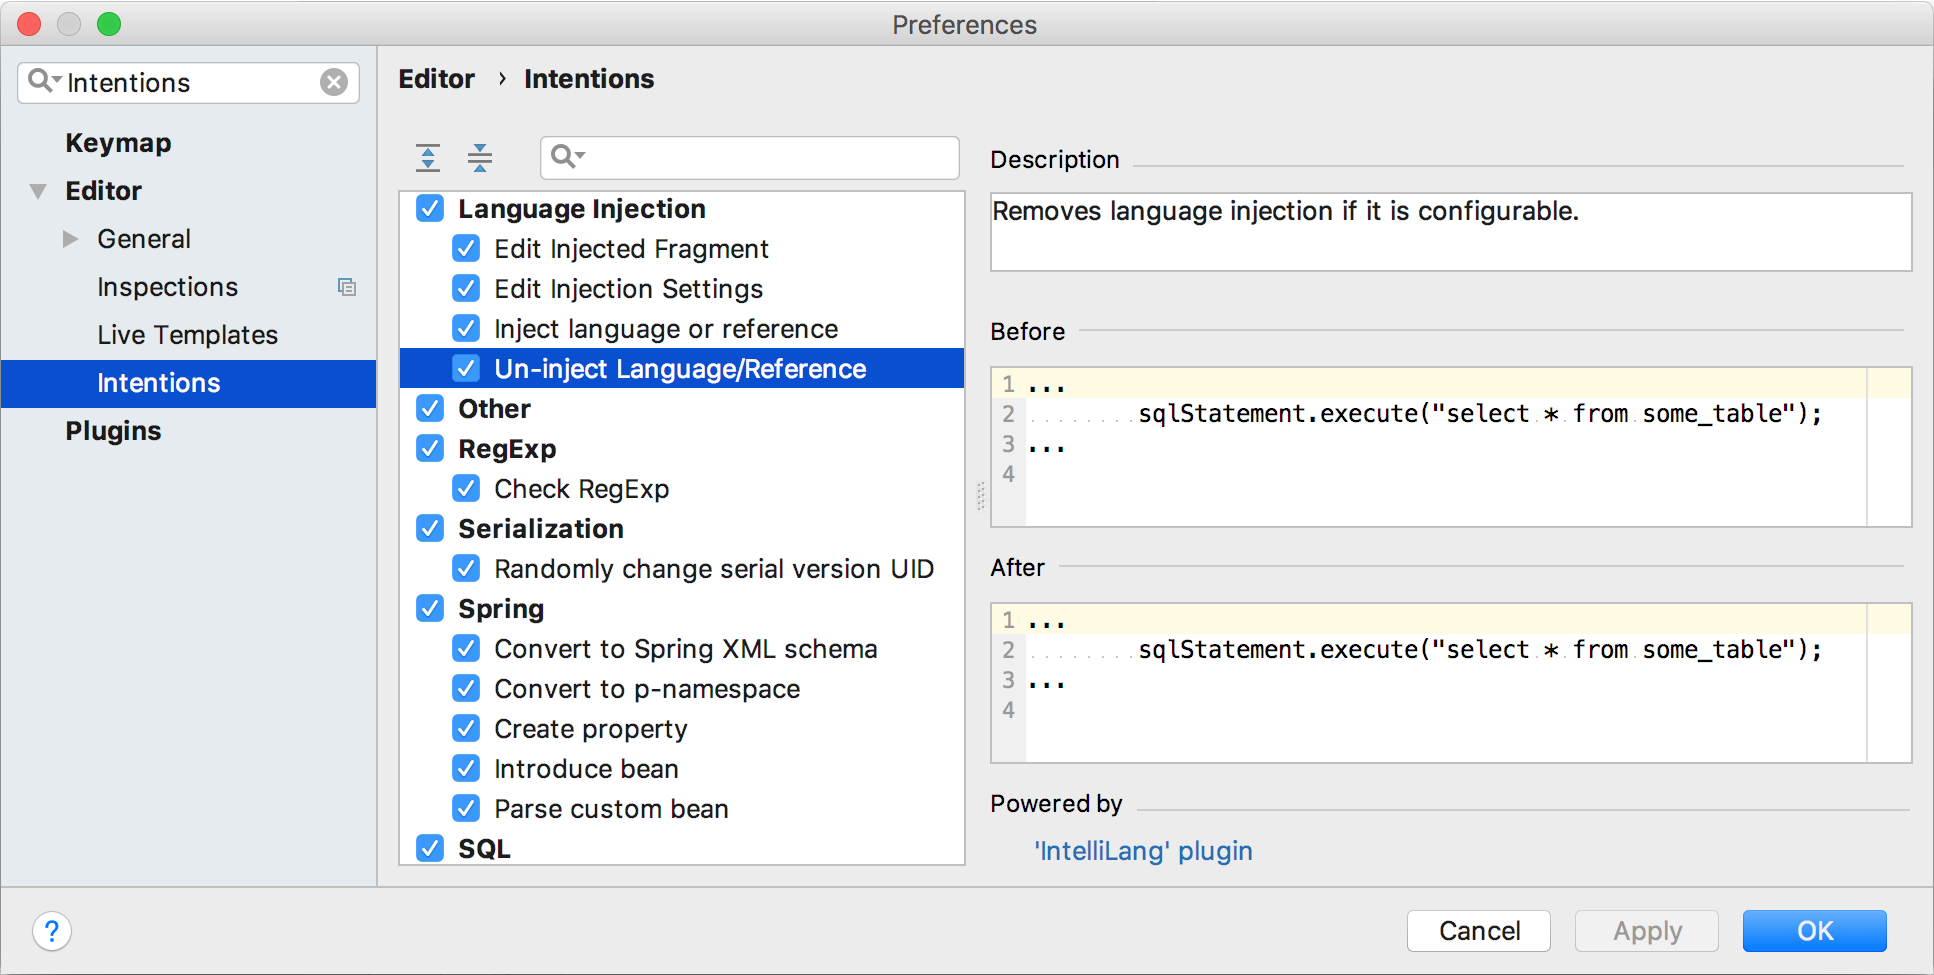 Preferences
Intentions
Keymap
Editor
General
Inspections
Live Templates
Intentions
Plugins
Editor › Intentions
Language Injection
Edit Injected Fragment
Edit Injection Settings
Inject language or reference
Un-inject Language/Reference
Other
RegExp
Check RegExp
Serialization
Randomly change serial version UID
Spring
Convert to Spring XML schema
Convert to p-namespace
Create property
Introduce bean
Parse custom bean
SQL
Description
Removes language injection if it is configurable.
Before
1 ...
2 sqlStatement.execute("select * from some_table");
3 ...
4
After
1 ...
2 sqlStatement.execute("select * from some_table");
3 ...
4
Powered by
'IntelliLang' plugin
?
Cancel
Apply
OK